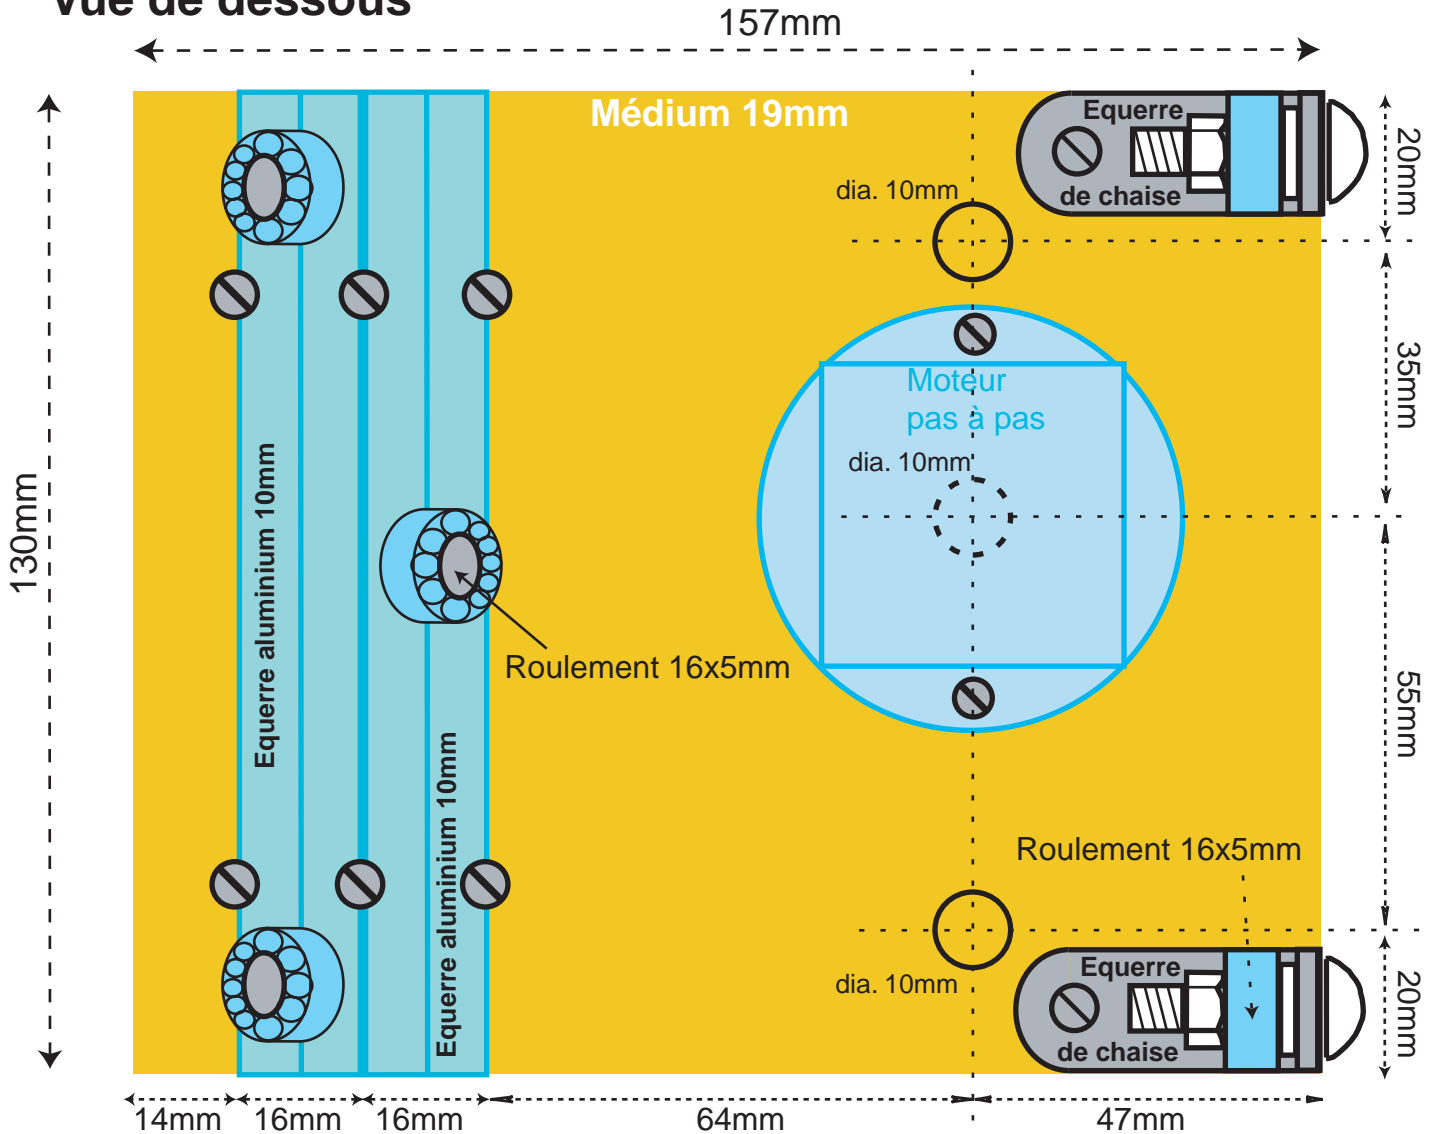 Vue de dessous
157mm
Médium 19mm
Equerre
de chaise
20mm
dia. 10mm
35mm
Moteur
pas à pas
dia. 10mm
130mm
Equerre aluminium 10mm
Roulement 16x5mm
55mm
Equerre aluminium 10mm
Roulement 16x5mm
dia. 10mm
Equerre
de chaise
20mm
14mm
16mm
16mm
64mm
47mm